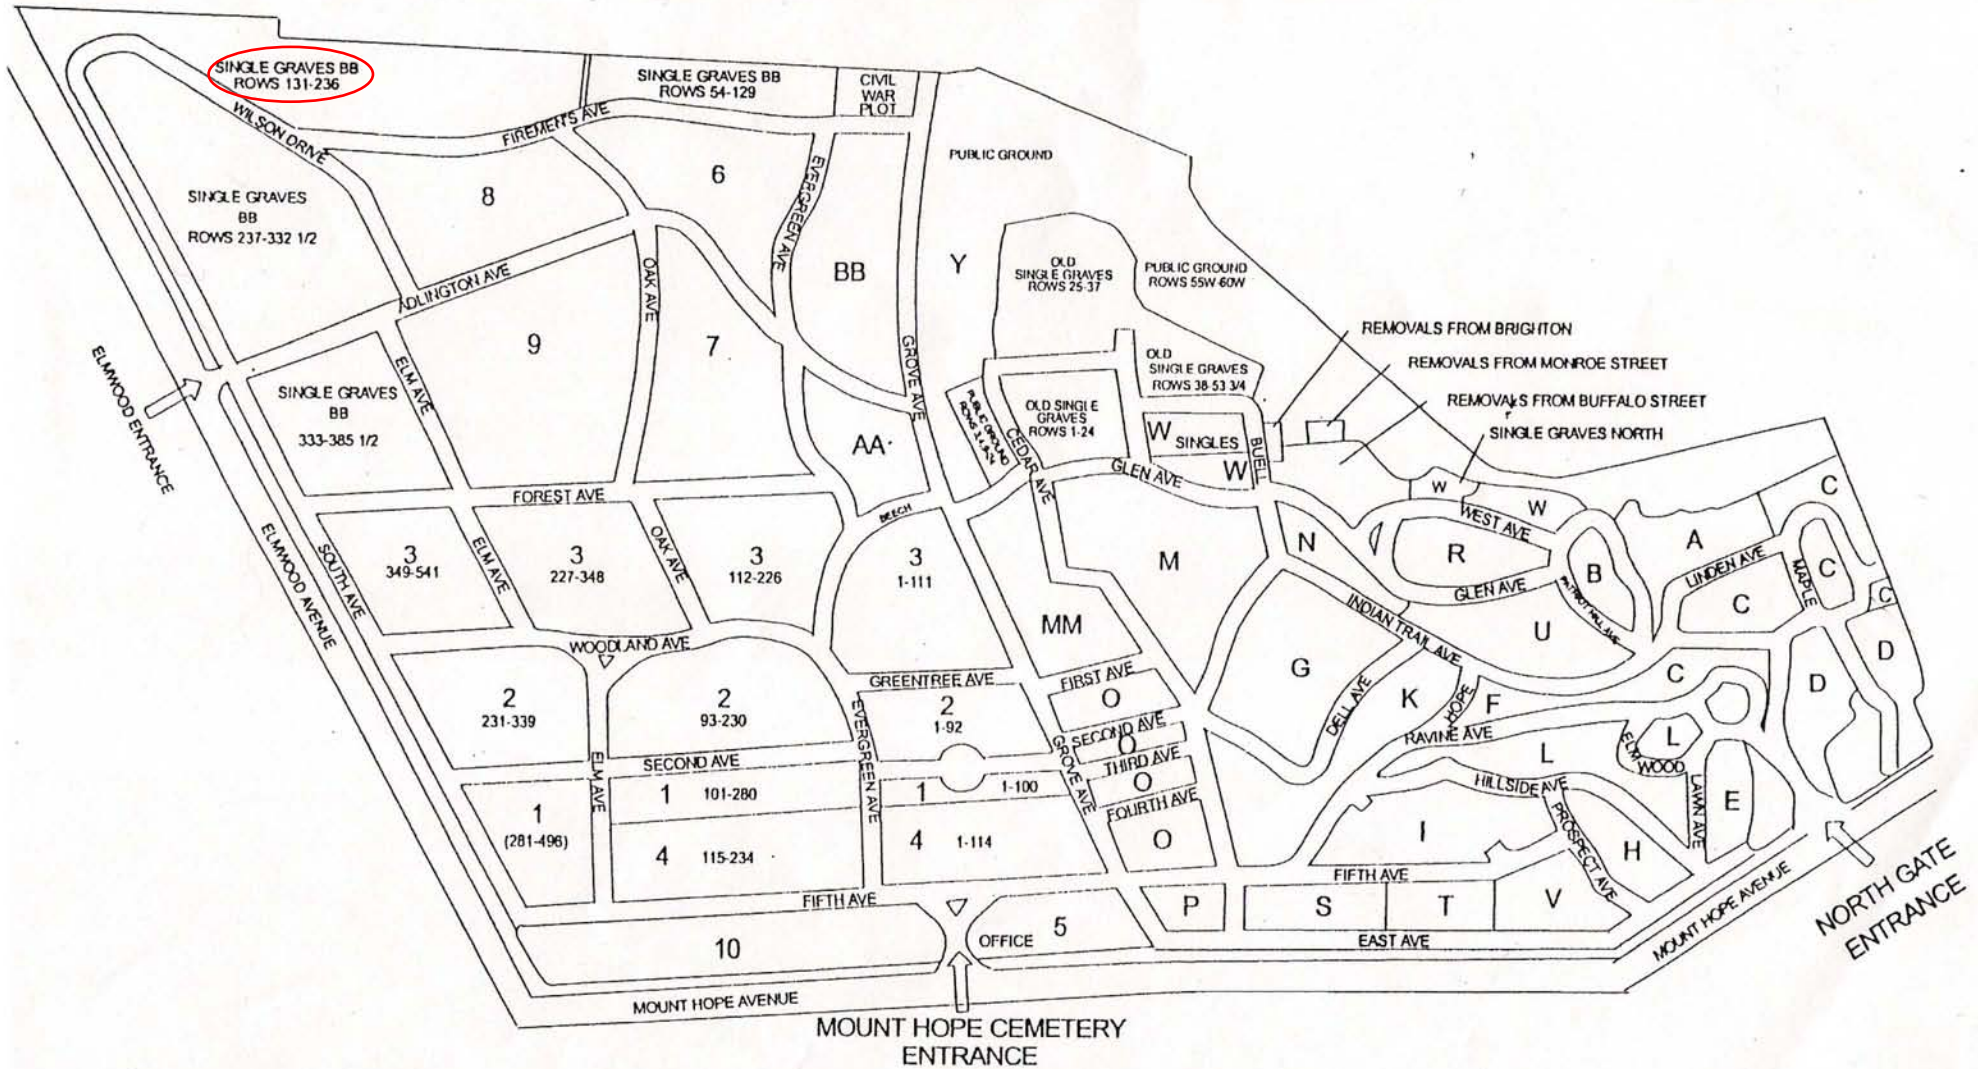 SINGLE GRAVES BB
ROWS 131-236
SINGLE GRAVES BB
ROWS 54-129
CIVIL
WAR
PLOT
WILSON DRIVE
FIREMEN'S AVE
PUBLIC GROUND
6
8
EVERGREEN AVE
SINGLE GRAVES
BB
ROWS 237-332 1/2
BB
Y
OLD
SINGLE GRAVES
ROWS 25-37
PUBLIC GROUND
ROWS 55W-60W
ADLINGTON AVE
OAK AVE
9
7
GROVE AVE
REMOVALS FROM BRIGHTON
REMOVALS FROM MONROE STREET
REMOVALS FROM BUFFALO STREET
SINGLE GRAVES NORTH
ELMWOOD ENTRANCE
ELM AVE
SINGLE GRAVES
BB
333-385 1/2
OLD
SINGLE GRAVES
ROWS 38-53 3/4
OLD SINGLE
GRAVES
ROWS 1-24
PUBLIC GROUND
ROWS
CEDAR AVE
W
SINGLES
W
BUELL
AA
GLEN AVE
W
W
WEST AVE
C
FOREST AVE
BEECH
ELMWOOD AVENUE
SOUTH AVE
3
349-541
ELM AVE
3
227-348
OAK AVE
3
112-226
3
1-111
M
N
R
B
A
LINDEN AVE
MAPLE
C
C
C
GLEN AVE
PATRIOT HILL AVE
INDIAN TRAIL AVE
MM
U
WOODLAND AVE
G
C
D
D
GREENTREE AVE
FIRST AVE
2
231-339
2
93-230
2
1-92
O
DELL AVE
K
HOPE
F
RAVINE AVE
EVERGREEN AVE
GROVE AVE
SECOND AVE
O
THIRD AVE
O
FOURTH AVE
O
L
ELM
WOOD
L
SECOND AVE
ELM AVE
HILLSIDE AVE
LAWN AVE
E
1
(281-496)
1 101-280
1 1-100
4 115-234
4 1-114
I
PROSPECT AVE
H
FIFTH AVE
FIFTH AVE
P
S
T
V
10
OFFICE
5
EAST AVE
MOUNT HOPE AVENUE
NORTH GATE
ENTRANCE
MOUNT HOPE AVENUE
MOUNT HOPE CEMETERY
ENTRANCE